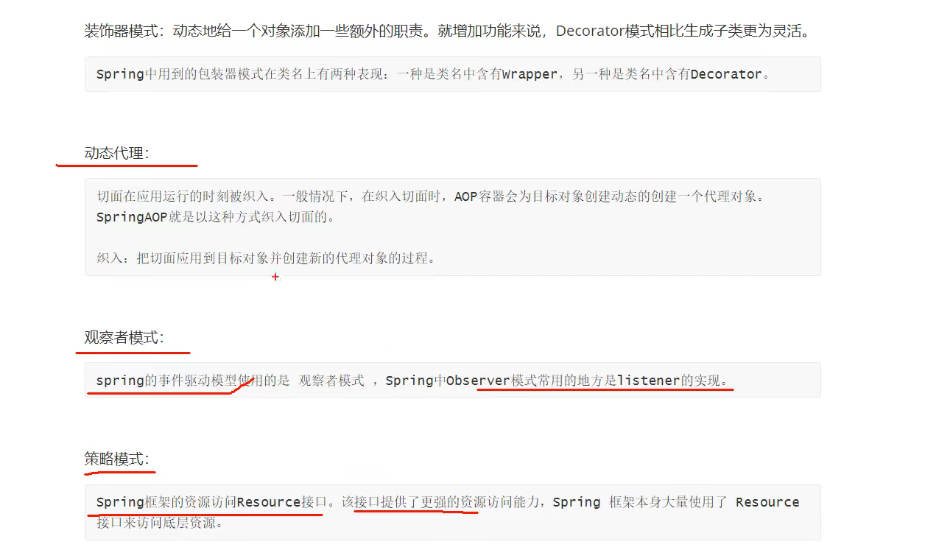 装饰器模式：动态地给一个对象添加一些额外的职责。就增加功能来说，Decorator模式相比生成子类更为灵活。
Spring中用到的包装器模式在类名上有两种表现：一种是类名中含有Wrapper，另一种是类名中含有Decorator。
动态代理：
切面在应用运行的时刻被织入。一般情况下，在织入切面时，AOP容器会为目标对象创建动态的创建一个代理对象。
SpringAOP就是以这种方式织入切面的。
织入：把切面应用到目标对象并创建新的代理对象的过程。
观察者模式：
spring的事件驱动模型使用的是 观察者模式 ，Spring中Observer模式常用的地方是listener的实现。
策略模式：
Spring框架的资源访问Resource接口。该接口提供了更强的资源访问能力，Spring 框架本身大量使用了 Resource
接口来访问底层资源。